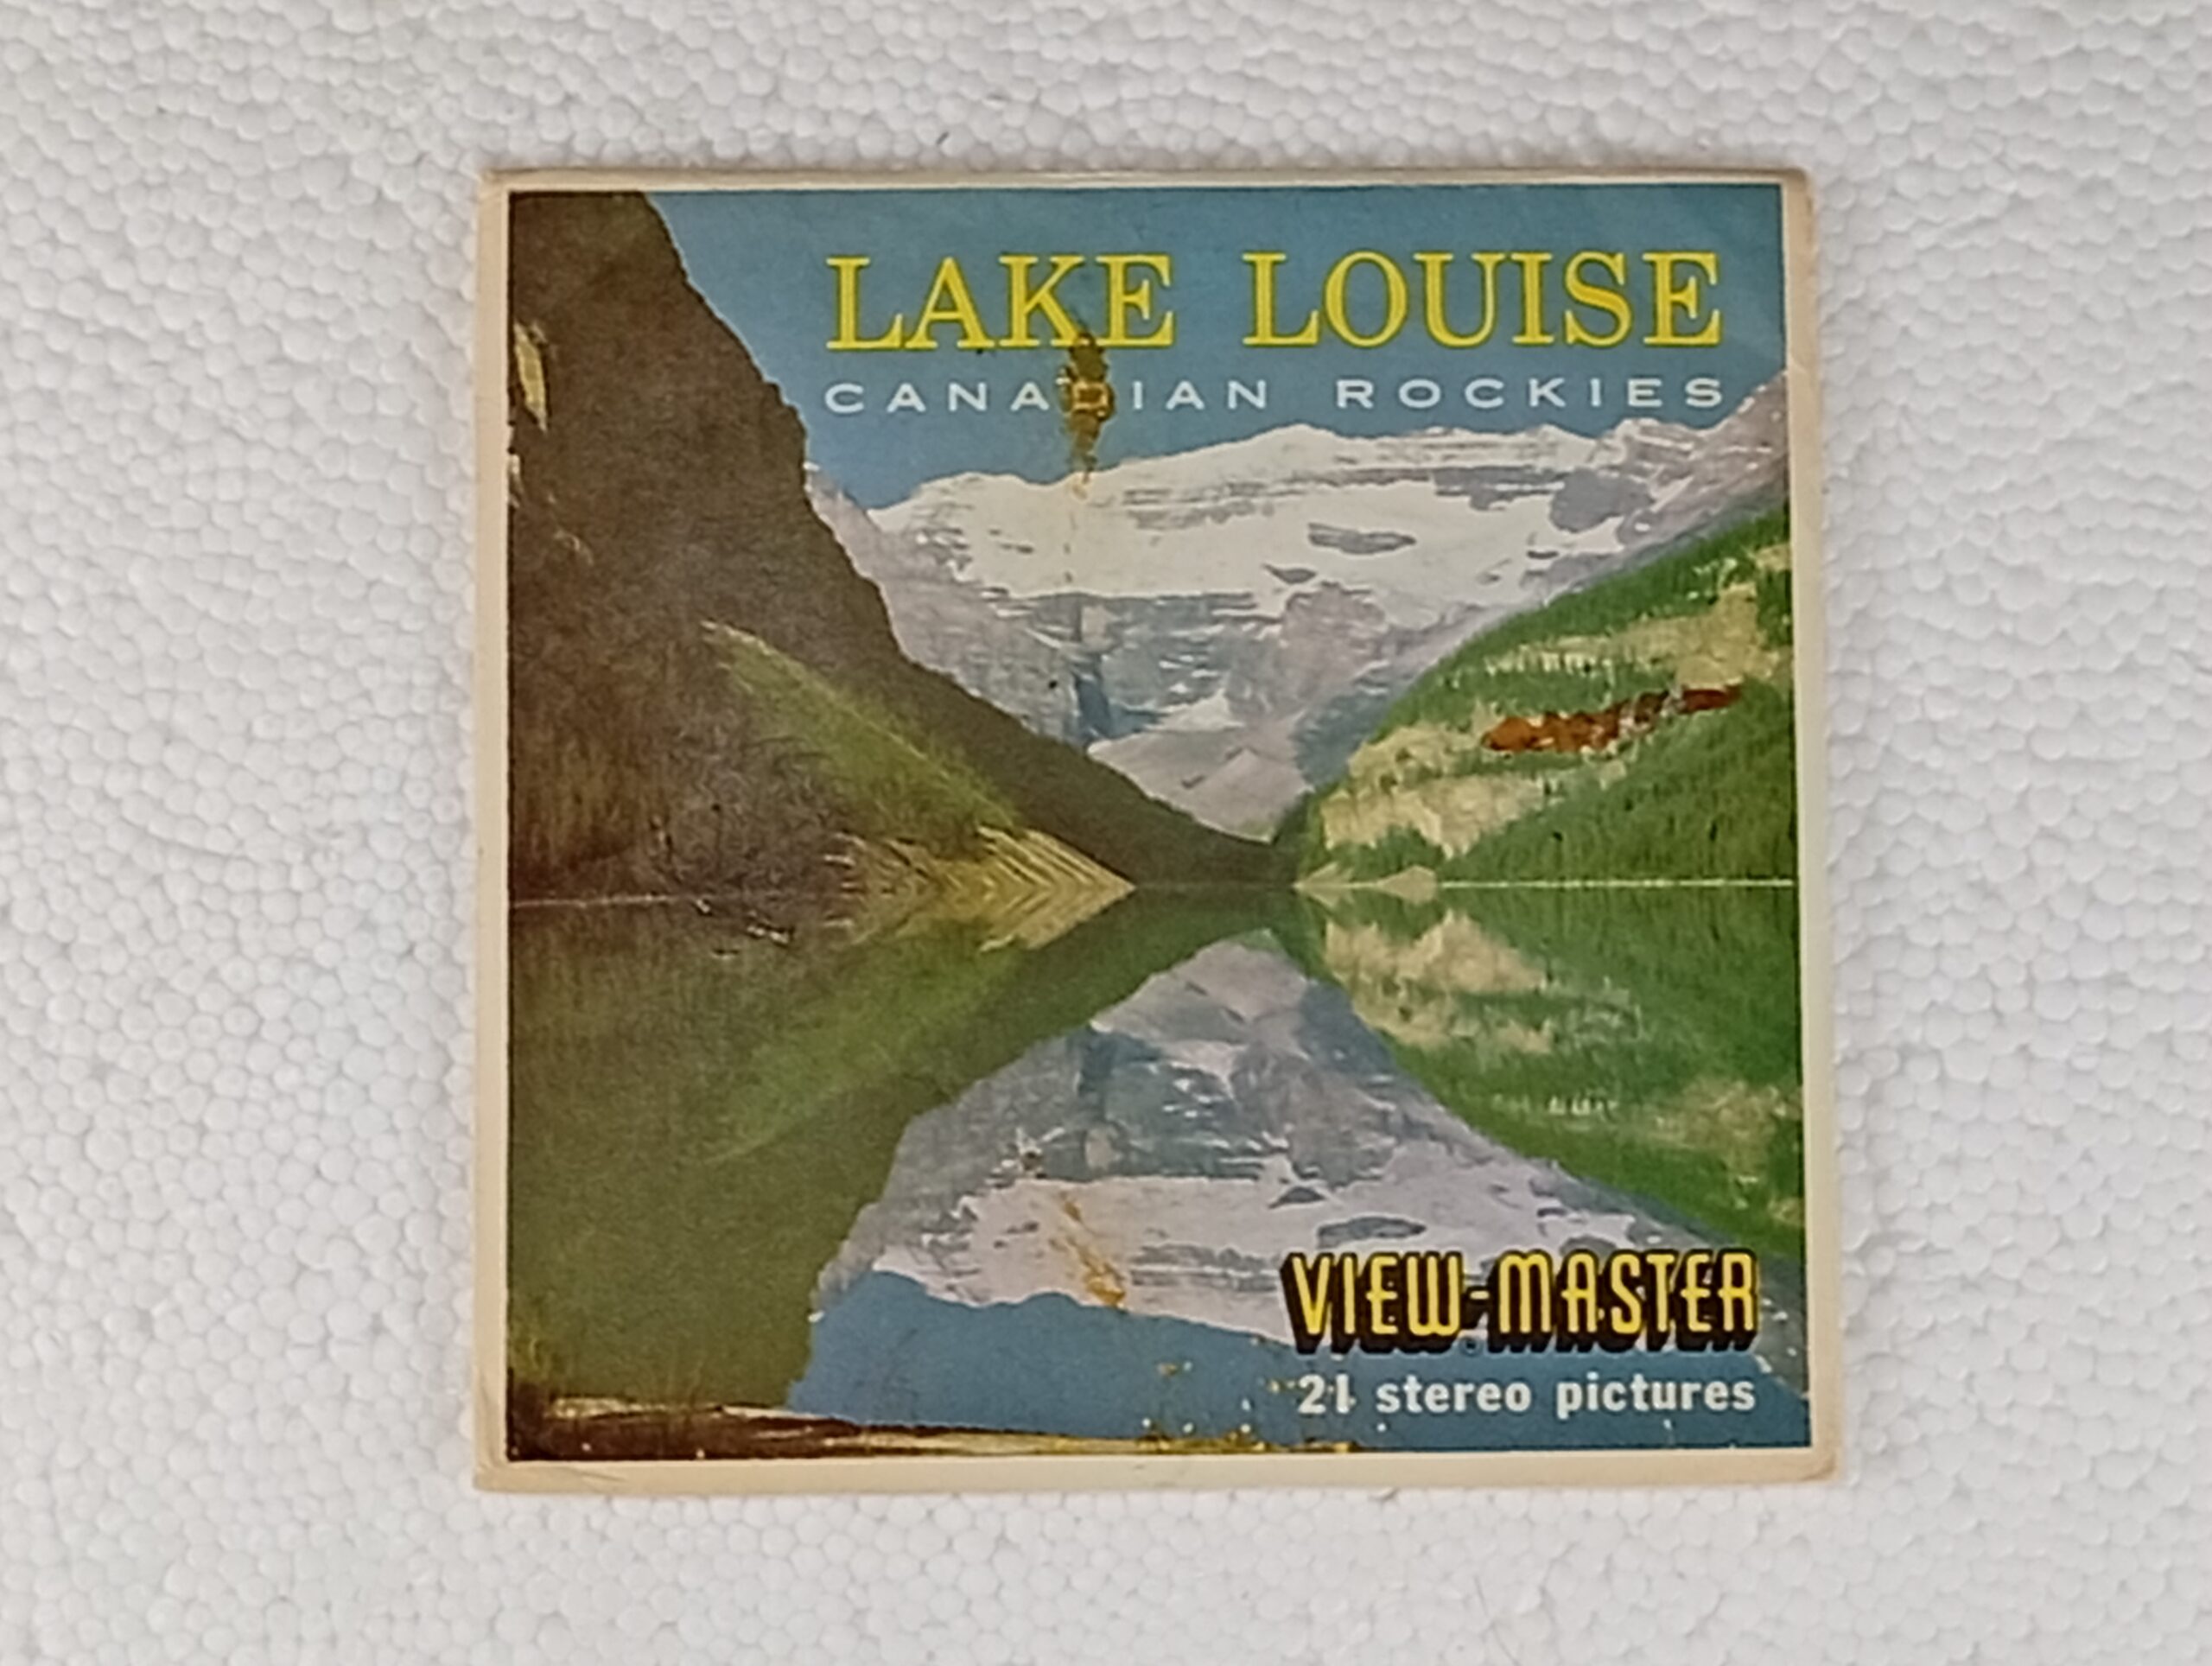 LAKE LOUISE
CANADIAN ROCKIES
VIEW-MASTER
21 stereo pictures